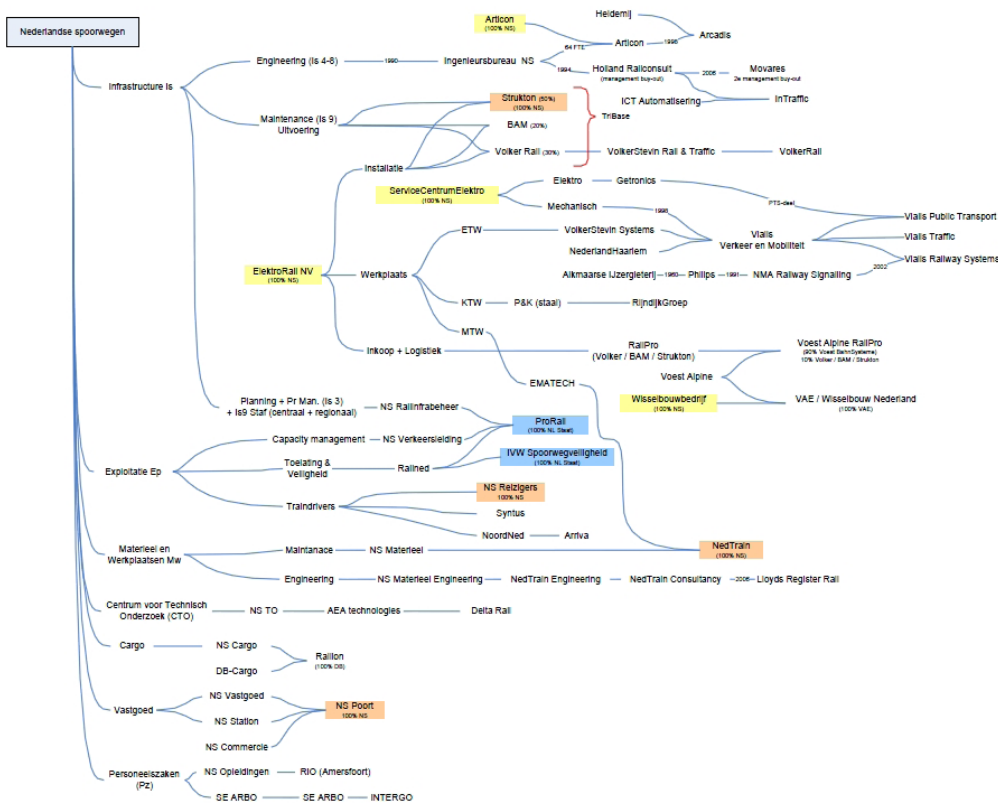 Nederlandse spoorwegen
Articon
(100% NS)
Heidemij
Articon
1998
Arcadis
64 FTE
Infrastructure Is
Engineering (Is 4-8)
1990
Ingenieursbureau NS
1994
Holland Railconsult
(management buy-out)
2006
Movares
2e management buy-out
ICT Automatisering
InTraffic
Maintenance (Is 9)
Uitvoering
Strukton (50%)
(100% NS)
BAM (20%)
Volker Rail (30%)
TriBase
VolkerStevin Rail & Traffic
VolkerRail
Installatie
ServiceCentrumElektro
(100% NS)
Elektro
Getronics
PTS-deal
Mechanisch
1998
Vialis Public Transport
ETW
VolkerStevin Systems
Vialis
Verkeer en Mobiliteit
Vialis Traffic
NederlandHaarlem
Vialis Railway Systems
ElektroRail NV
(100% NS)
Werkplaats
Alkmaarse IJzergieterij
1960
Philips
1991
NMA Railway Signalling
2002
KTW
P&K (staal)
RijndijkGroep
MTW
Inkoop + Logistiek
RailPro
(Volker / BAM / Strukton)
Voest Alpine RailPro
(90% Voest BahnSysteme)
10% Volker / BAM / Strukton
Voest Alpine
EMATECH
Wisselbouwbedrijf
(100% NS)
VAE / Wisselbouw Nederland
(100% VAE)
Planning + Pr Man. (Is 3)
+ Is9 Staf (centraal + regionaal)
NS Railinfrabeheer
ProRail
(100% NL Staat)
Exploitatie Ep
Capacity management
NS Verkeersleiding
Toelating &
Veiligheid
Railned
IVW Spoorwegveiligheid
(100% NL Staat)
Traindrivers
NS Reizigers
100% NS
Syntus
NoordNed
Arriva
Materieel en
Werkplaatsen Mw
Maintanace
NS Materieel
NedTrain
(100% NS)
Engineering
NS Materieel Engineering
NedTrain Engineering
NedTrain Consultancy
2006
Lloyds Register Rail
Centrum voor Technisch
Onderzoek (CTO)
NS TO
AEA technologies
Delta Rail
Cargo
NS Cargo
DB-Cargo
Railion
(100% DB)
Vastgoed
NS Vastgoed
NS Station
NS Commercie
NS Poort
100% NS
Personeelszaken
(Pz)
NS Opleidingen
RIO (Amersfoort)
SE ARBO
SE ARBO
INTERGO